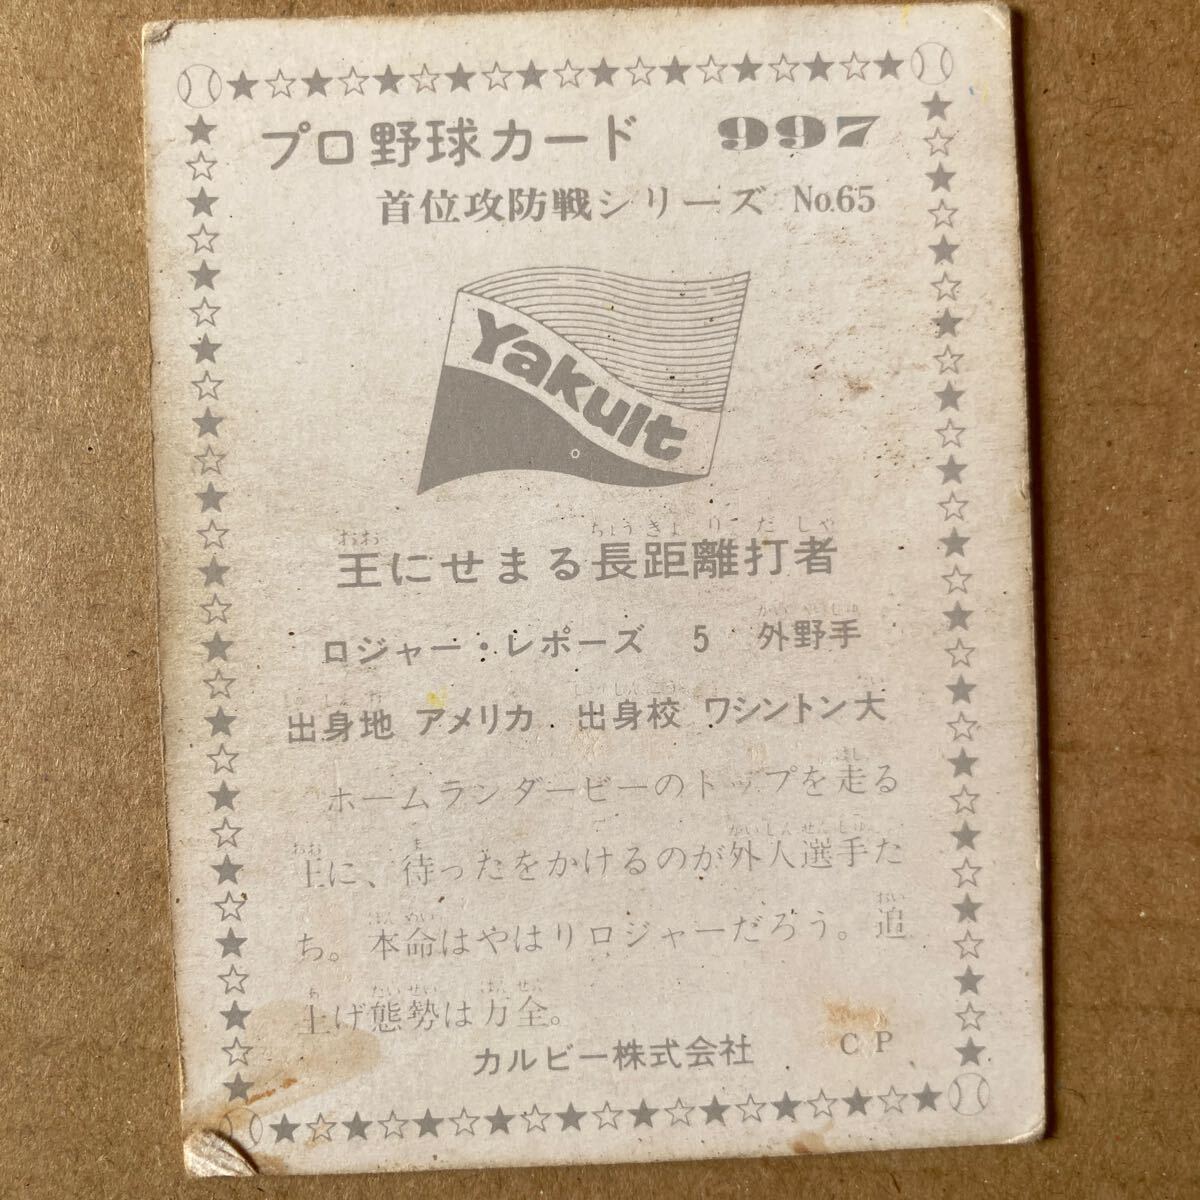 プロ野球カード 997
首位攻防戦シリーズ No.65
Yakult
王にせまる長距離打者
ロジャー・レポーズ 5 外野手
出身地 アメリカ 出身校 ワシントン大
ホームランダービーのトップを走る
王に、待ったをかけるのが外人選手た
ち。本命はやはりロジャーだろう。追
上げ態勢は万全。
カルビー株式会社 CP